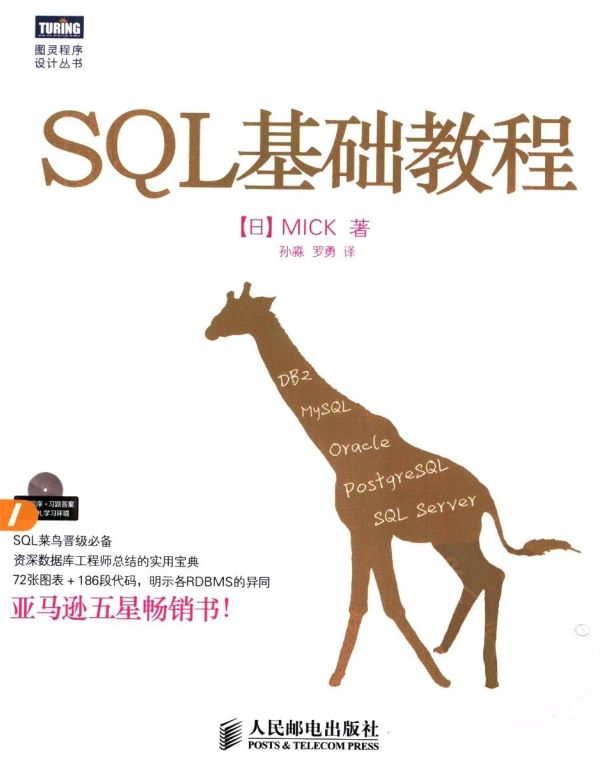 TURING
图灵程序
设计丛书
SQL基础教程
【日】MICK 著
孙淼 罗勇 译
DB2
MySQL
Oracle
PostgreSQL
SQL Server
序+习题答案
L学习环境
SQL菜鸟晋级必备
资深数据库工程师总结的实用宝典
72张图表+186段代码，明示各RDBMS的异同
亚马逊五星畅销书！
人民邮电出版社
POSTS & TELECOM PRESS